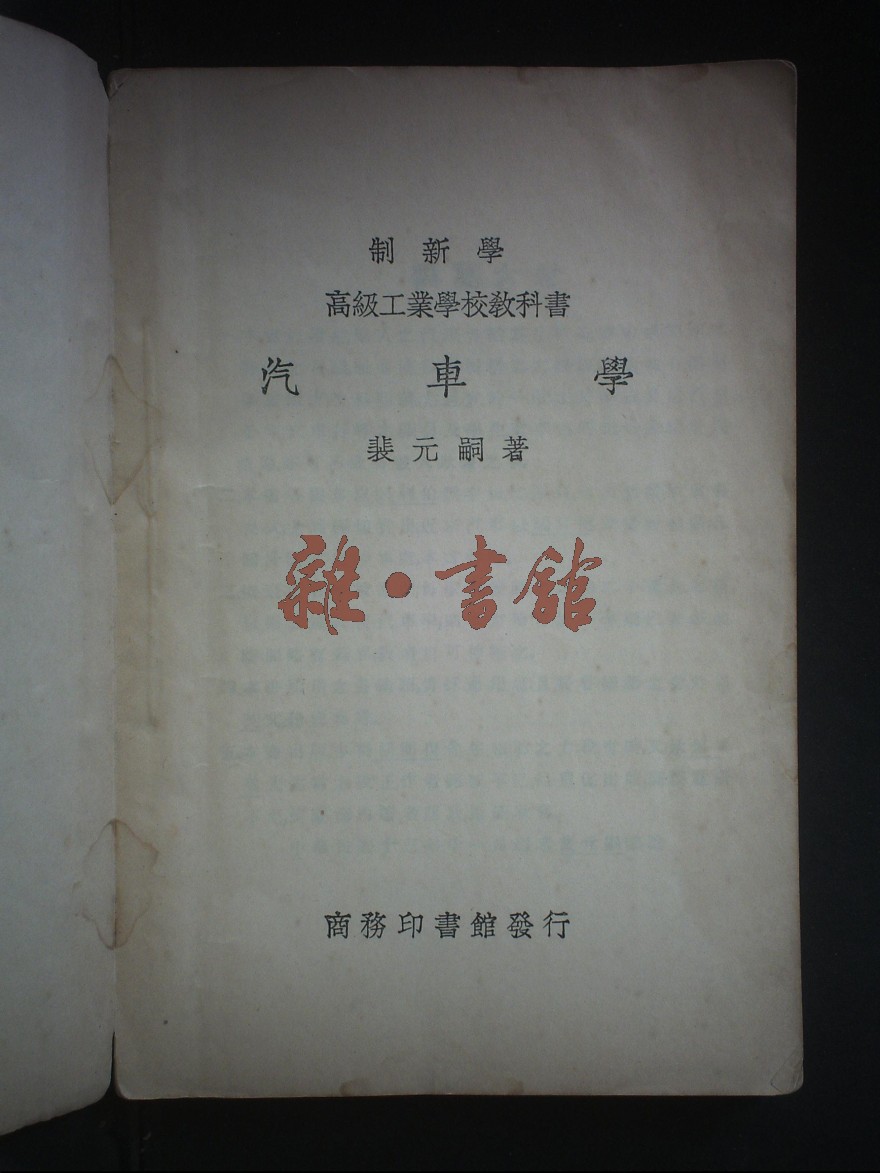 制新學
高級工業學校敎科書
汽車學
裴元嗣著
雜·書館
商務印書館發行